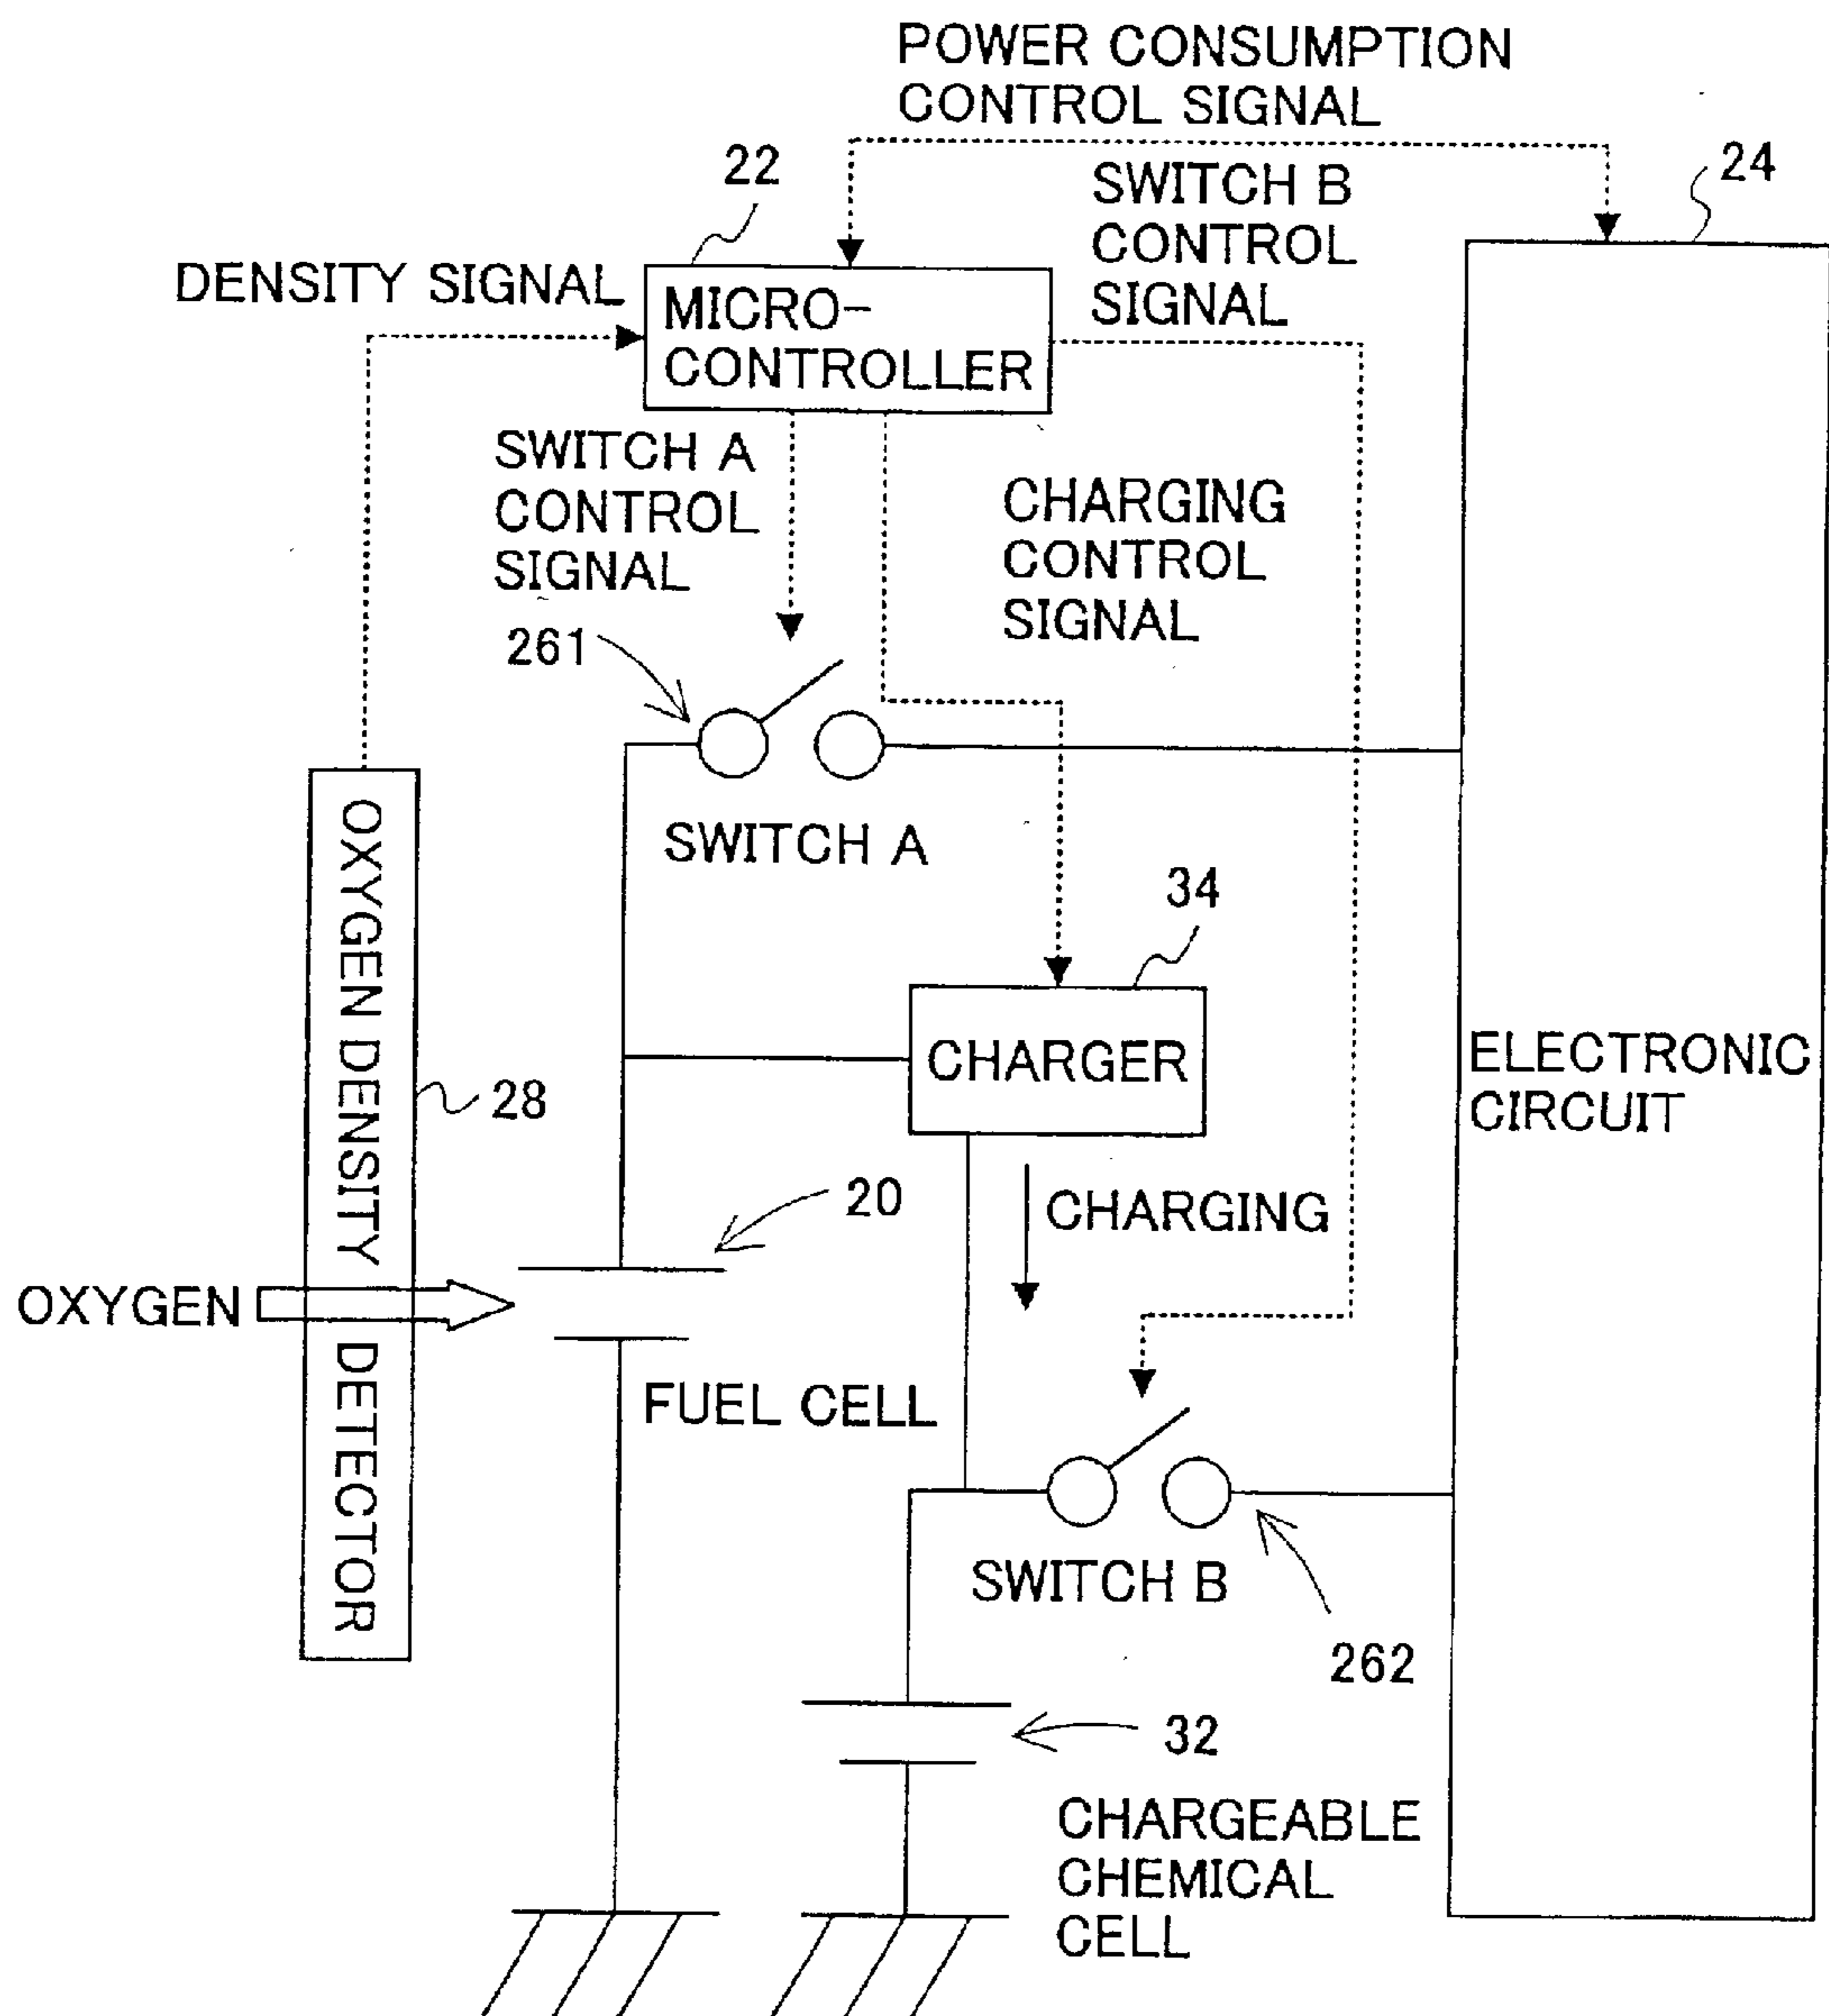 POWER CONSUMPTION
CONTROL SIGNAL
22
24
SWITCH B
CONTROL
SIGNAL
DENSITY SIGNAL
MICRO-
CONTROLLER
SWITCH A
CONTROL
SIGNAL
CHARGING
CONTROL
SIGNAL
261
SWITCH A
34
OXYGEN DENSITY DETECTOR
CHARGER
ELECTRONIC
CIRCUIT
28
20
CHARGING
OXYGEN
FUEL CELL
SWITCH B
262
32
CHARGEABLE
CHEMICAL
CELL